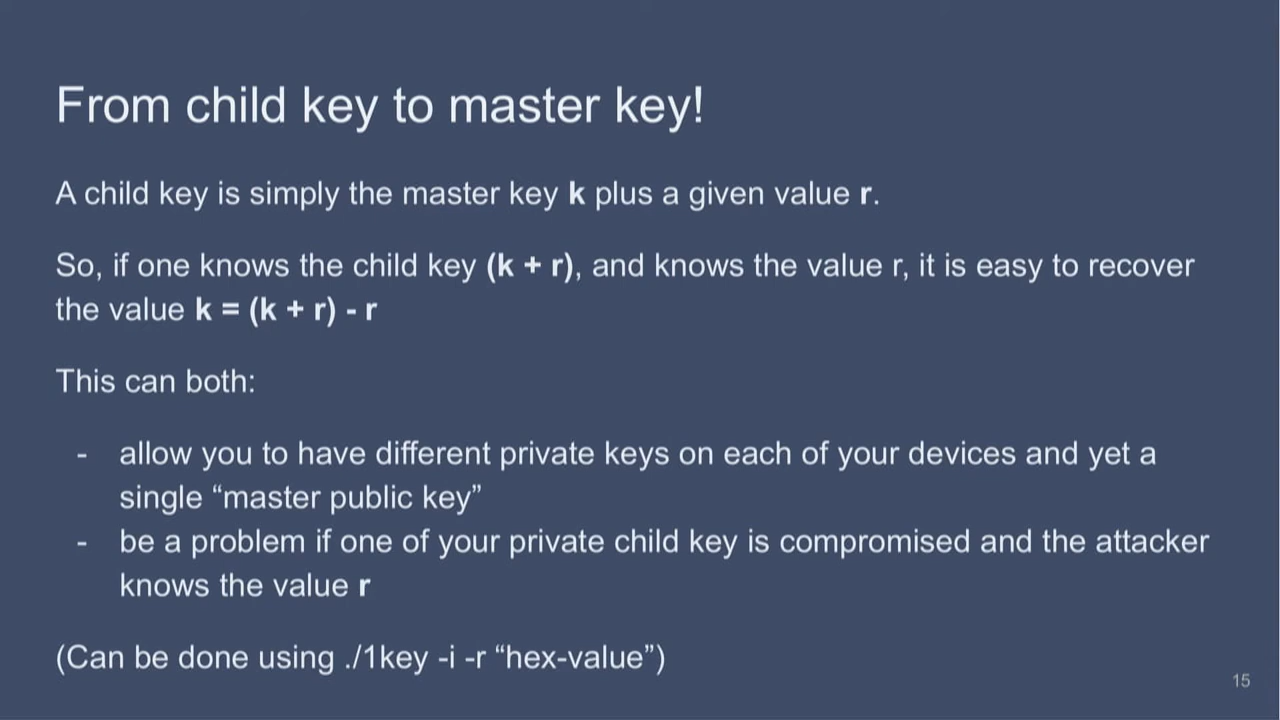 From child key to master key!
A child key is simply the master key k plus a given value r.
So, if one knows the child key (k + r), and knows the value r, it is easy to recover
the value k = (k + r) - r
This can both:
- allow you to have different private keys on each of your devices and yet a
single “master public key”
- be a problem if one of your private child key is compromised and the attacker
knows the value r
(Can be done using ./1key -i -r “hex-value”)
15